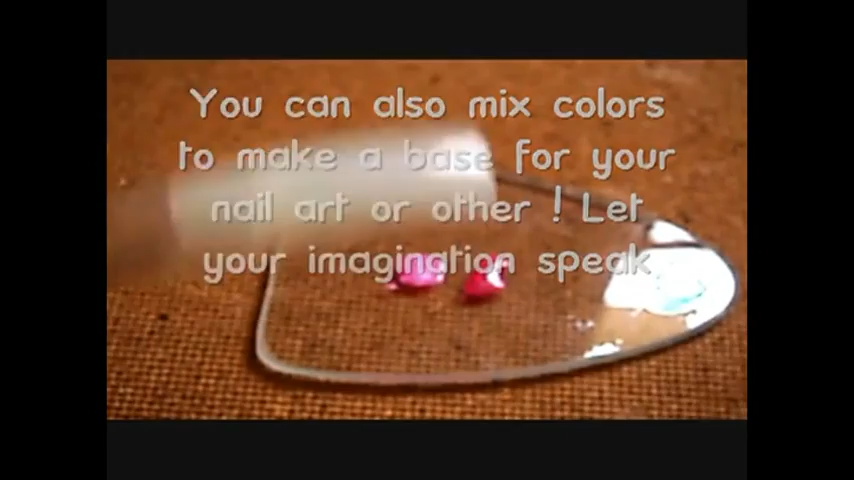 You can also mix colors
to make a base for your
nail art or other ! Let
your imagination speak